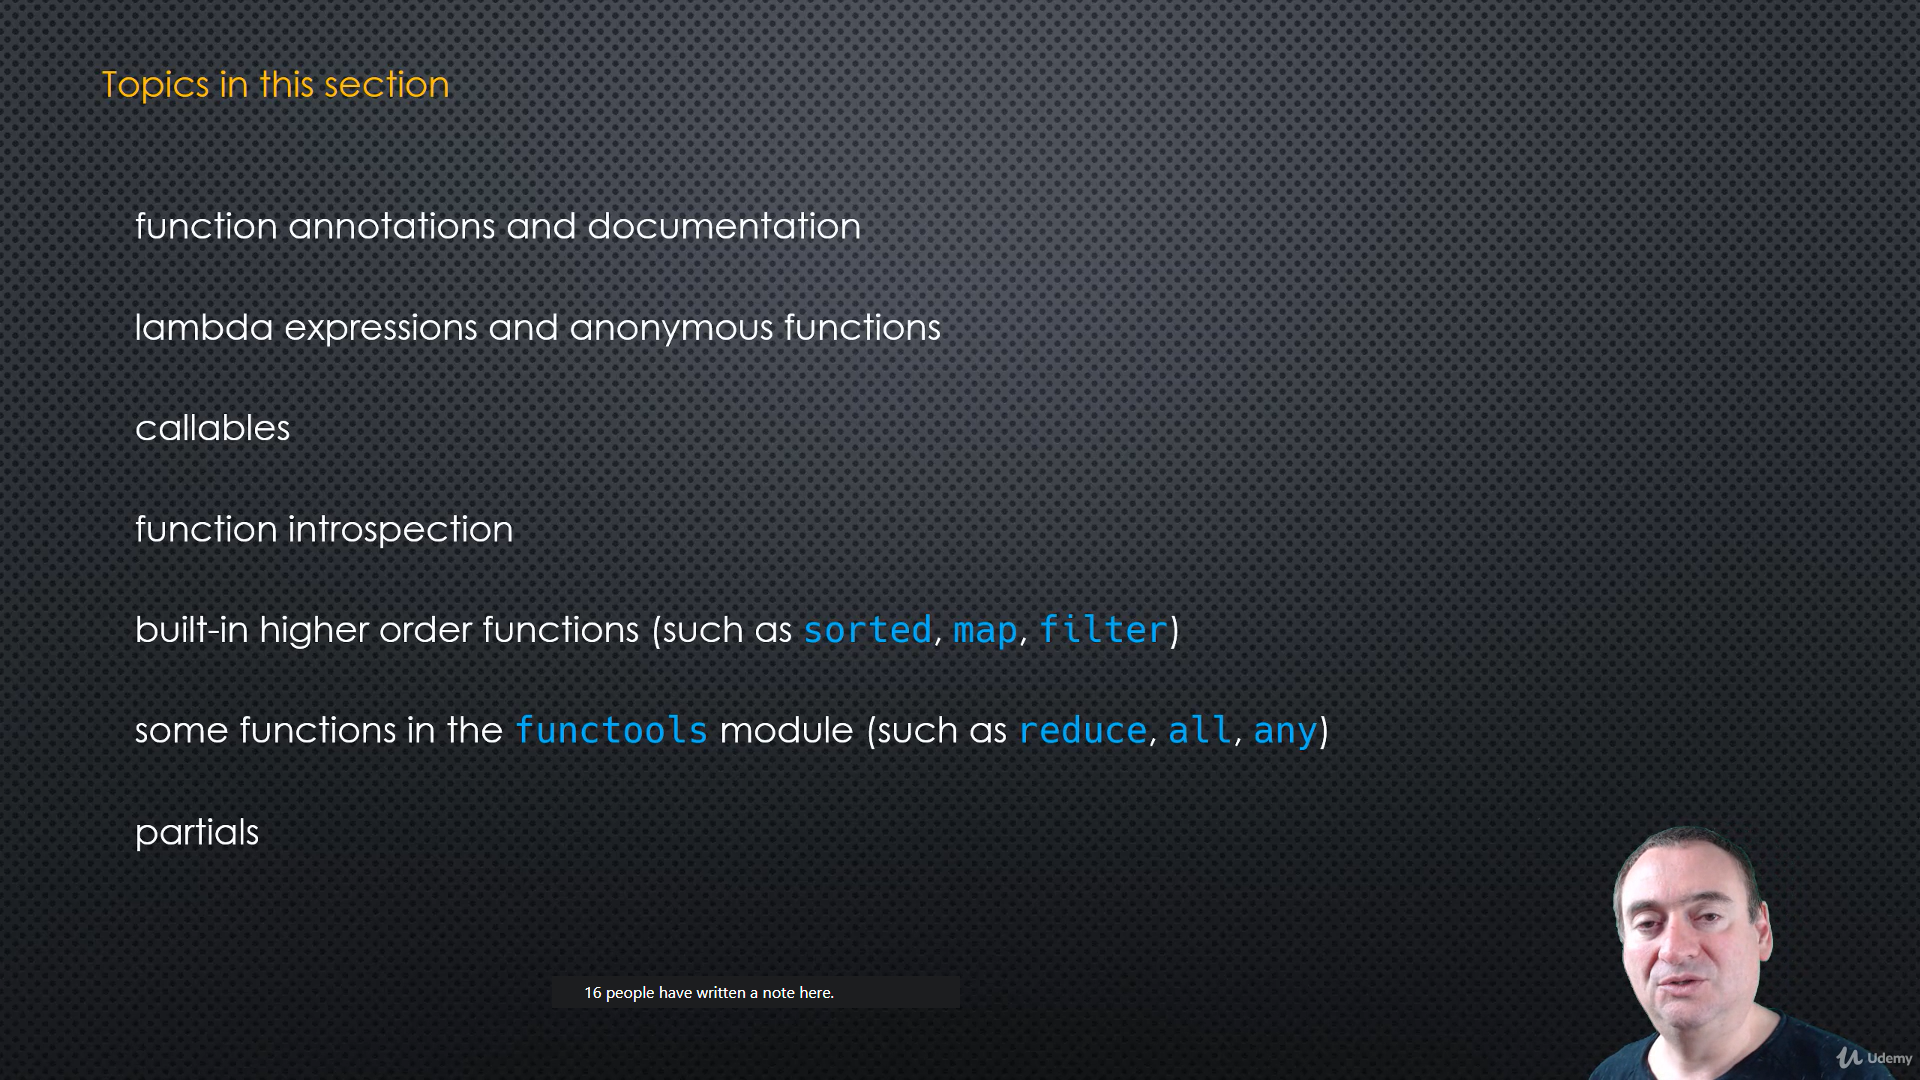 Topics in this section
function annotations and documentation
lambda expressions and anonymous functions
callables
function introspection
built-in higher order functions (such as sorted, map, filter)
some functions in the functools module (such as reduce, all, any)
partials
16 people have written a note here.
Udemy